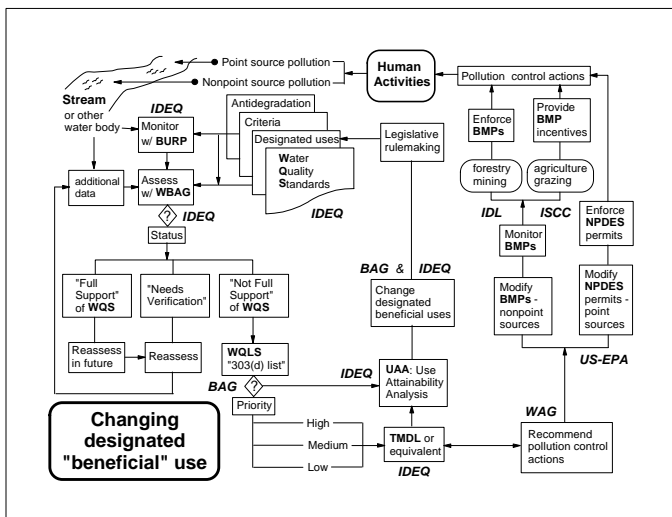 Point source pollution
Nonpoint source pollution
Human
Activities
Pollution control actions
Stream
or other
water body
IDEQ
Monitor
w/ BURP
Antidegradation
Criteria
Designated uses
Water
Quality
Standards
IDEQ
Legislative
rulemaking
Enforce
BMPs
Provide
BMP
incentives
forestry
mining
agriculture
grazing
IDL
ISCC
additional
data
Assess
w/ WBAG
?
IDEQ
Status
Monitor
BMPs
Enforce
NPDES
permits
BAG & IDEQ
"Full
Support"
of WQS
"Needs
Verification"
"Not Full
Support"
of WQS
Change
designated
beneficial uses
Modify
BMPs -
nonpoint
sources
Modify
NPDES
permits -
point
sources
Reassess
in future
Reassess
WQLS
"303(d) list"
IDEQ
UAA: Use
Attainability
Analysis
US-EPA
BAG
?
Priority
WAG
Changing
designated
"beneficial" use
High
Medium
Low
TMDL or
equivalent
IDEQ
Recommend
pollution control
actions